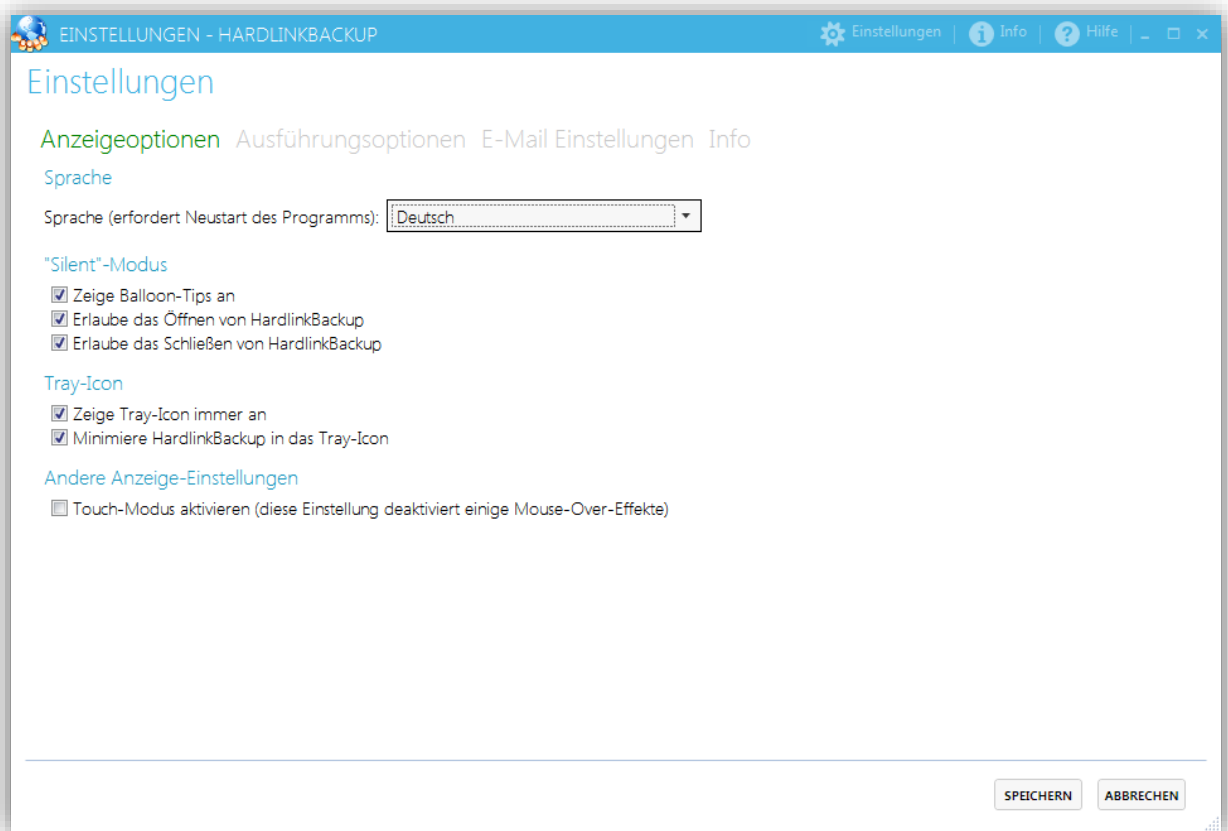 EINSTELLUNGEN - HARDLINKBACKUP
Einstellungen | Info | Hilfe |
Einstellungen
Anzeigeoptionen Ausführungsoptionen E-Mail Einstellungen Info
Sprache
Sprache (erfordert Neustart des Programms): Deutsch
"Silent"-Modus
Zeige Balloon-Tips an
Erlaube das Öffnen von HardlinkBackup
Erlaube das Schließen von HardlinkBackup
Tray-Icon
Zeige Tray-Icon immer an
Minimiere HardlinkBackup in das Tray-Icon
Andere Anzeige-Einstellungen
Touch-Modus aktivieren (diese Einstellung deaktiviert einige Mouse-Over-Effekte)
SPEICHERN ABBRECHEN